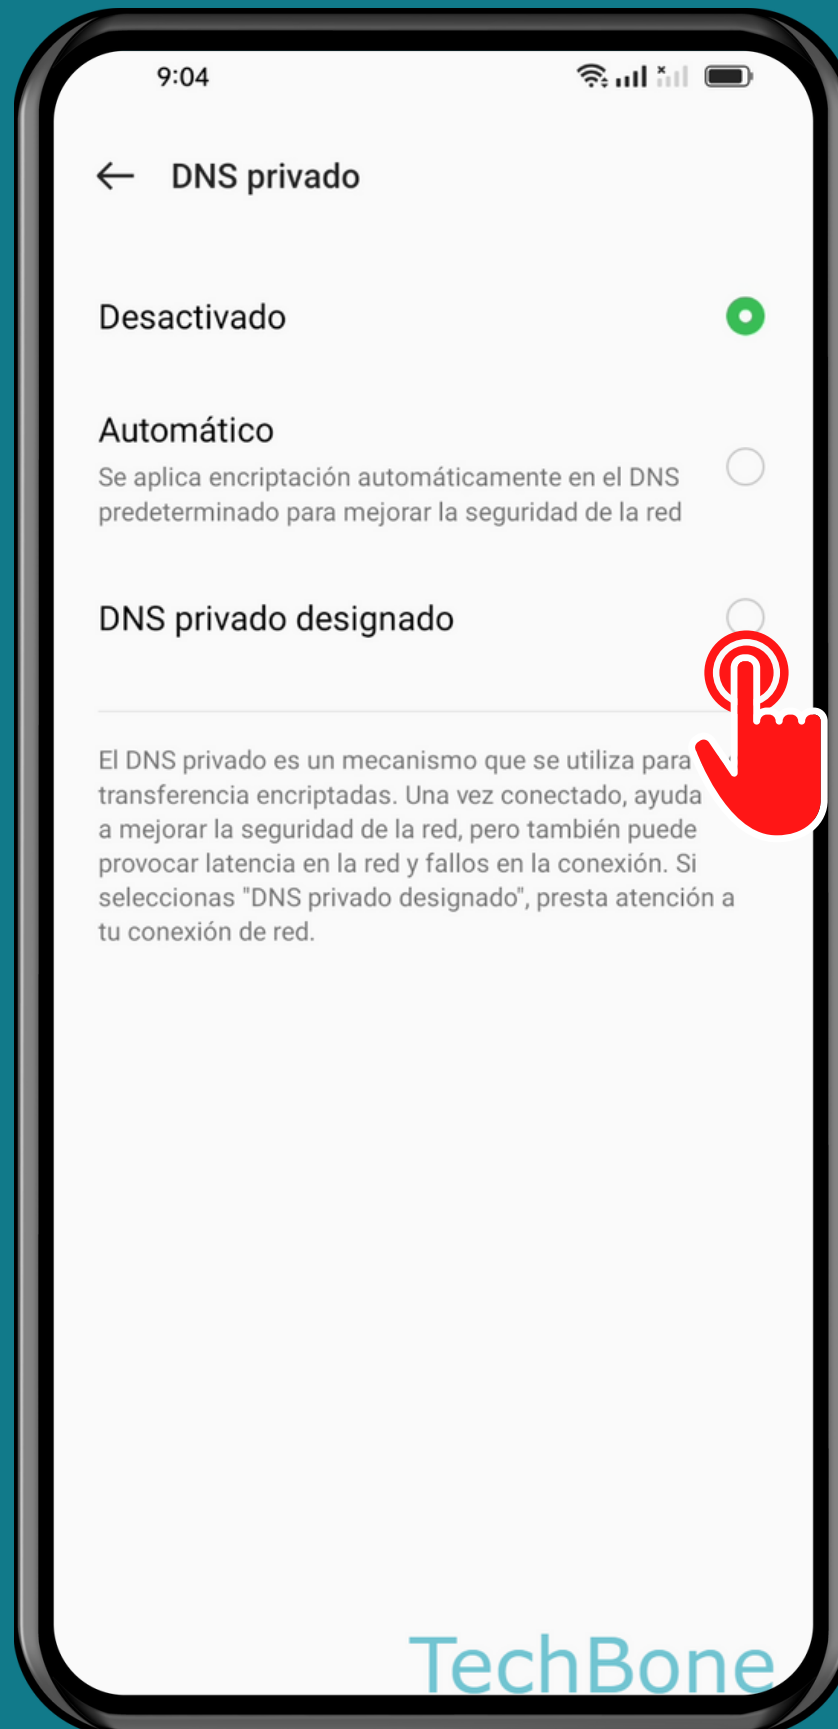 9:04
DNS privado
Desactivado
Automático
Se aplica encriptación automáticamente en el DNS
predeterminado para mejorar la seguridad de la red
DNS privado designado
El DNS privado es un mecanismo que se utiliza para
transferencia encriptadas. Una vez conectado, ayuda
a mejorar la seguridad de la red, pero también puede
provocar latencia en la red y fallos en la conexión. Si
seleccionas "DNS privado designado", presta atención a
tu conexión de red.
TechBone